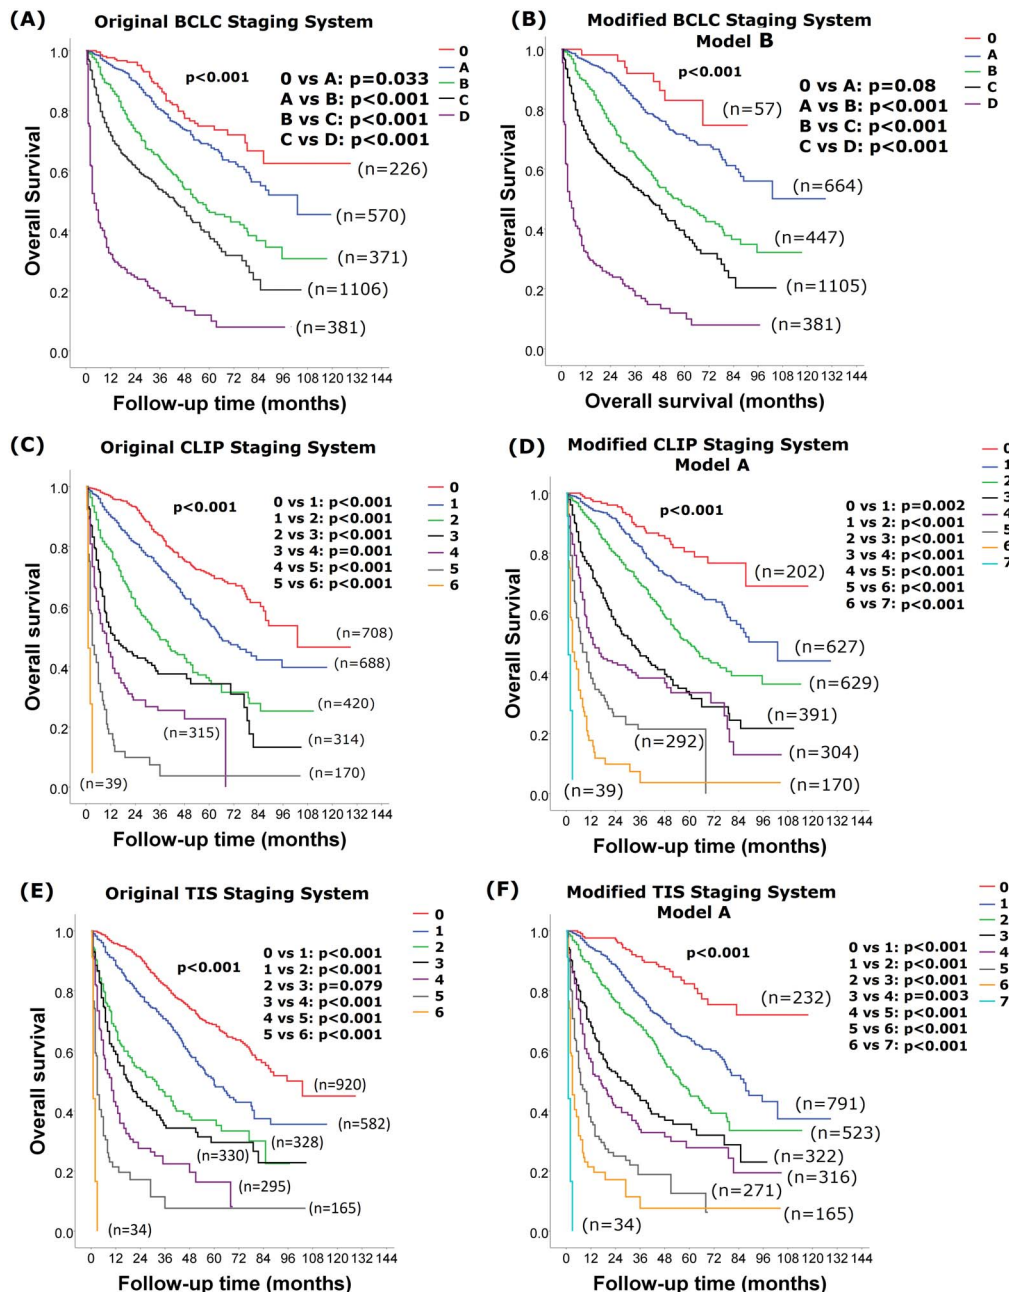 (A)
Original BCLC Staging System
Overall Survival
1.0
0.8
0.6
0.4
0.2
0.0
p<0.001
0 vs A: p=0.033
A vs B: p<0.001
B vs C: p<0.001
C vs D: p<0.001
0
A
B
C
D
(n=226)
(n=570)
(n=371)
(n=1106)
(n=381)
0 12 24 36 48 60 72 84 96 108 120 132 144
Follow-up time (months)
(B)
Modified BCLC Staging System
Model B
Overall Survival
1.0
0.8
0.6
0.4
0.2
0.0
p<0.001
0 vs A: p=0.08
A vs B: p<0.001
B vs C: p<0.001
C vs D: p<0.001
0
A
B
C
D
(n=57)
(n=664)
(n=447)
(n=1105)
(n=381)
0 12 24 36 48 60 72 84 96 108 120 132 144
Overall survival (months)
(C)
Original CLIP Staging System
Overall survival
1.0
0.8
0.6
0.4
0.2
0.0
p<0.001
0 vs 1: p<0.001
1 vs 2: p<0.001
2 vs 3: p<0.001
3 vs 4: p=0.001
4 vs 5: p<0.001
5 vs 6: p<0.001
0
1
2
3
4
5
6
(n=708)
(n=688)
(n=420)
(n=315)
(n=314)
(n=170)
(n=39)
0 12 24 36 48 60 72 84 96 108 120 132 144
Follow-up time (months)
(D)
Modified CLIP Staging System
Model A
Overall Survival
1.0
0.8
0.6
0.4
0.2
0.0
p<0.001
0 vs 1: p=0.002
1 vs 2: p<0.001
2 vs 3: p<0.001
3 vs 4: p<0.001
4 vs 5: p<0.001
5 vs 6: p<0.001
6 vs 7: p<0.001
0
1
2
3
4
5
6
7
(n=202)
(n=627)
(n=629)
(n=391)
(n=292)
(n=304)
(n=39)
(n=170)
0 12 24 36 48 60 72 84 96 108 120 132 144
Follow-up time (months)
(E)
Original TIS Staging System
Overall survival
1.0
0.8
0.6
0.4
0.2
0.0
p<0.001
0 vs 1: p<0.001
1 vs 2: p<0.001
2 vs 3: p=0.079
3 vs 4: p<0.001
4 vs 5: p<0.001
5 vs 6: p<0.001
0
1
2
3
4
5
6
(n=920)
(n=582)
(n=328)
(n=330)
(n=295)
(n=165)
(n=34)
0 12 24 36 48 60 72 84 96 108 120 132 144
Follow-up time (months)
(F)
Modified TIS Staging System
Model A
Overall Survival
1.0
0.8
0.6
0.4
0.2
0.0
p<0.001
0 vs 1: p<0.001
1 vs 2: p<0.001
2 vs 3: p<0.001
3 vs 4: p=0.003
4 vs 5: p<0.001
5 vs 6: p<0.001
6 vs 7: p<0.001
0
1
2
3
4
5
6
7
(n=232)
(n=791)
(n=523)
(n=322)
(n=316)
(n=271)
(n=165)
(n=34)
0 12 24 36 48 60 72 84 96 108 120 132 144
Follow-up time (months)